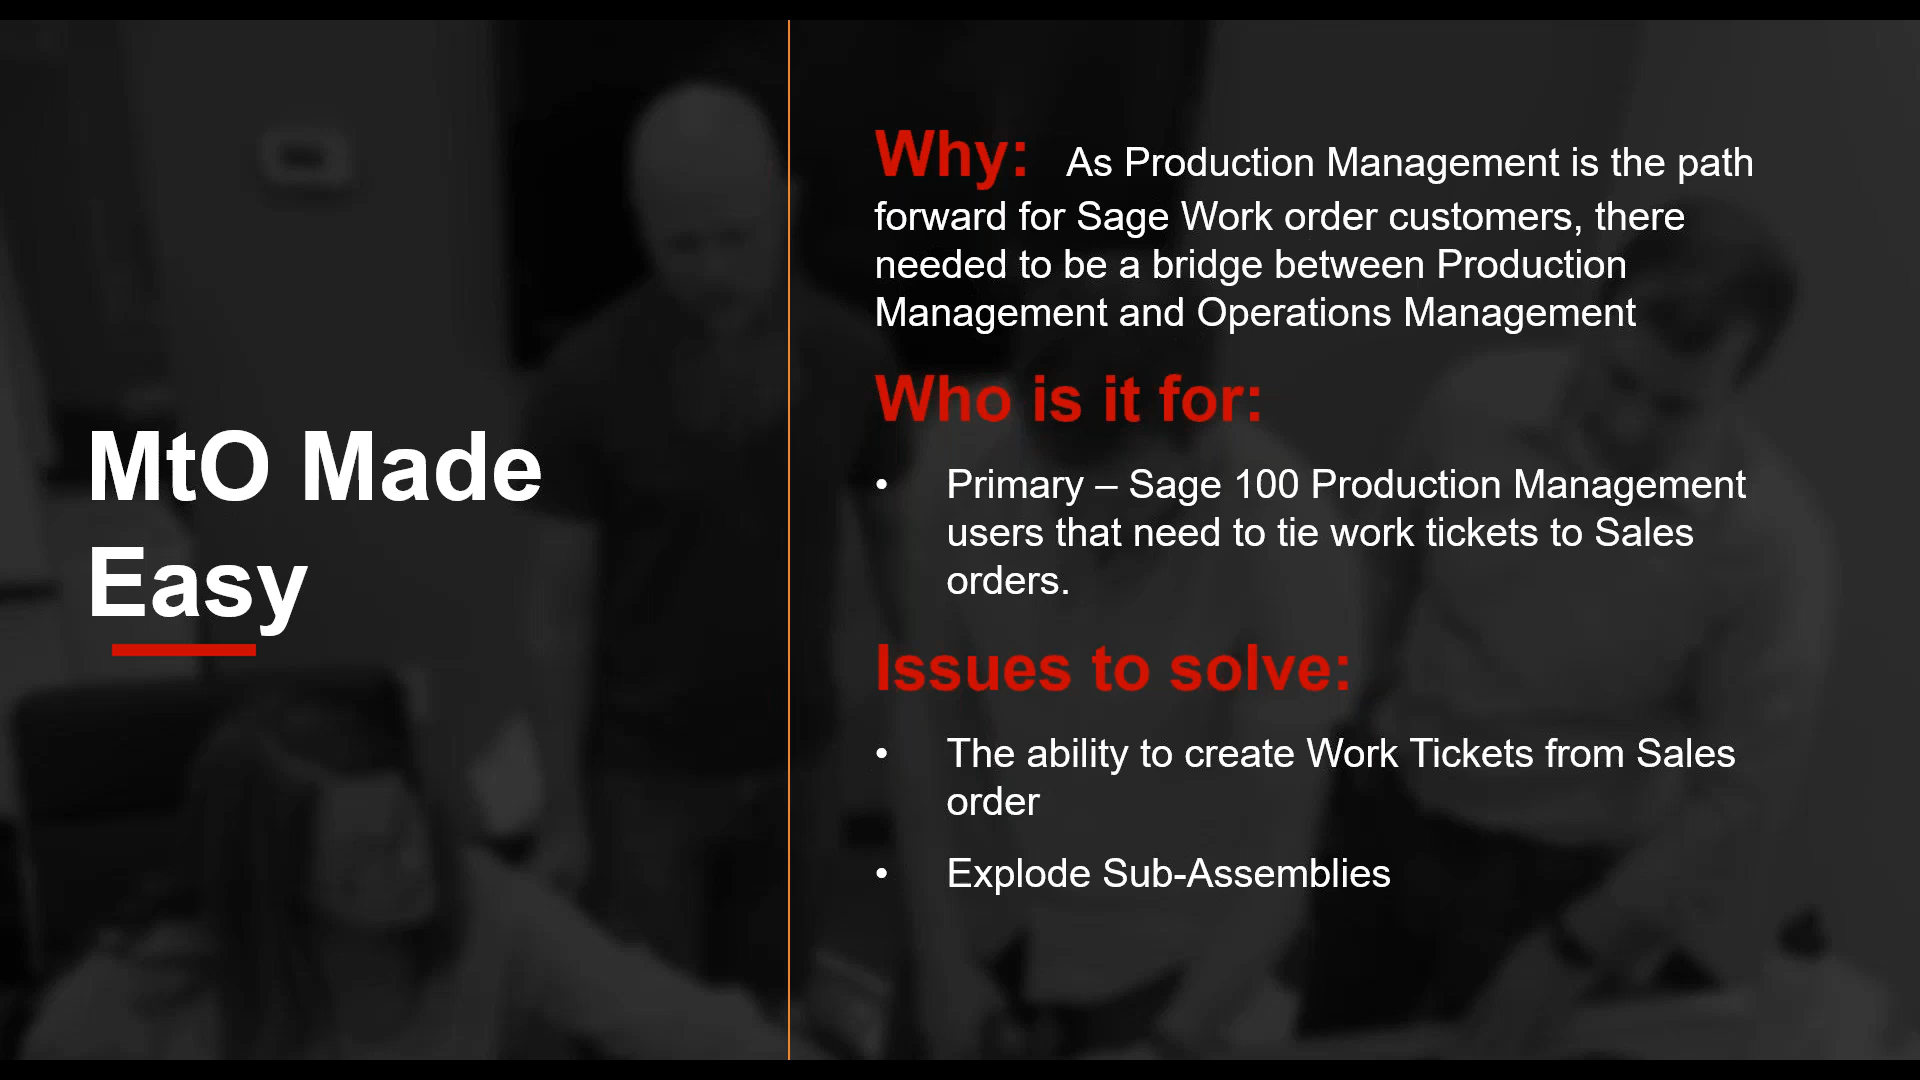 MtO Made
Easy
Why: As Production Management is the path
forward for Sage Work order customers, there
needed to be a bridge between Production
Management and Operations Management
Who is it for:
• Primary – Sage 100 Production Management
users that need to tie work tickets to Sales
orders.
Issues to solve:
• The ability to create Work Tickets from Sales
order
• Explode Sub-Assemblies